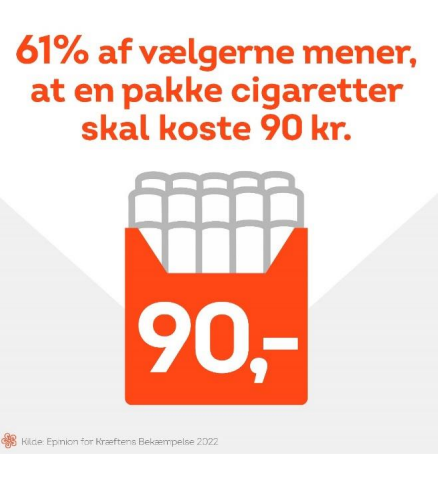 61% af vælgerne mener,
at en pakke cigaretter
skal koste 90 kr.
90,-
Kilde: Epinion for Kræftens Bekæmpelse 2022